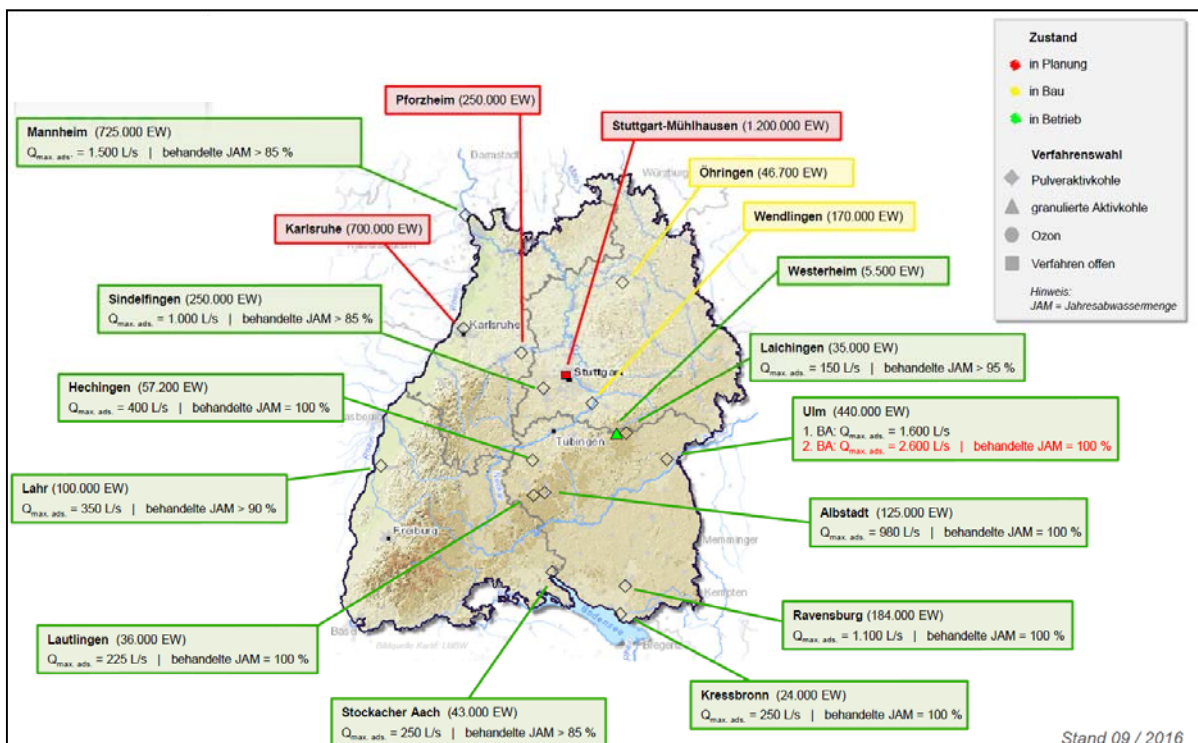 Zustand
in Planung
in Bau
in Betrieb
Verfahrenswahl
Pulveraktivkohle
granulierte Aktivkohle
Ozon
Verfahren offen
Hinweis:
JAM = Jahresabwassermenge
Pforzheim (250.000 EW)
Mannheim (725.000 EW)
Qmax. ads. = 1.500 L/s | behandelte JAM > 85 %
Stuttgart-Mühlhausen (1.200.000 EW)
Darmstadt
Würzburg
Main
Öhringen (46.700 EW)
Karlsruhe (700.000 EW)
Wendlingen (170.000 EW)
Westerheim (5.500 EW)
Sindelfingen (250.000 EW)
Qmax. ads. = 1.000 L/s | behandelte JAM > 85 %
Karlsruhe
Laichingen (35.000 EW)
Qmax. ads. = 150 L/s | behandelte JAM > 95 %
Stuttgart
Hechingen (57.200 EW)
Qmax. ads. = 400 L/s | behandelte JAM = 100 %
Ulm (440.000 EW)
1. BA: Qmax. ads. = 1.600 L/s
2. BA: Qmax. ads. = 2.600 L/s | behandelte JAM = 100 %
Tübingen
Lahr (100.000 EW)
Qmax. ads. = 350 L/s | behandelte JAM > 90 %
Albstadt (125.000 EW)
Qmax. ads. = 980 L/s | behandelte JAM = 100 %
Freiburg
Memmingen
Kempten
Ravensburg (184.000 EW)
Qmax. ads. = 1.100 L/s | behandelte JAM = 100 %
Lautlingen (36.000 EW)
Qmax. ads. = 225 L/s | behandelte JAM = 100 %
Basel
Bodensee
Bregenz
Bildquelle Karte: LUBW
Kressbronn (24.000 EW)
Qmax. ads. = 250 L/s | behandelte JAM = 100 %
Stockacher Aach (43.000 EW)
Qmax. ads. = 250 L/s | behandelte JAM > 85 %
Stand 09 / 2016